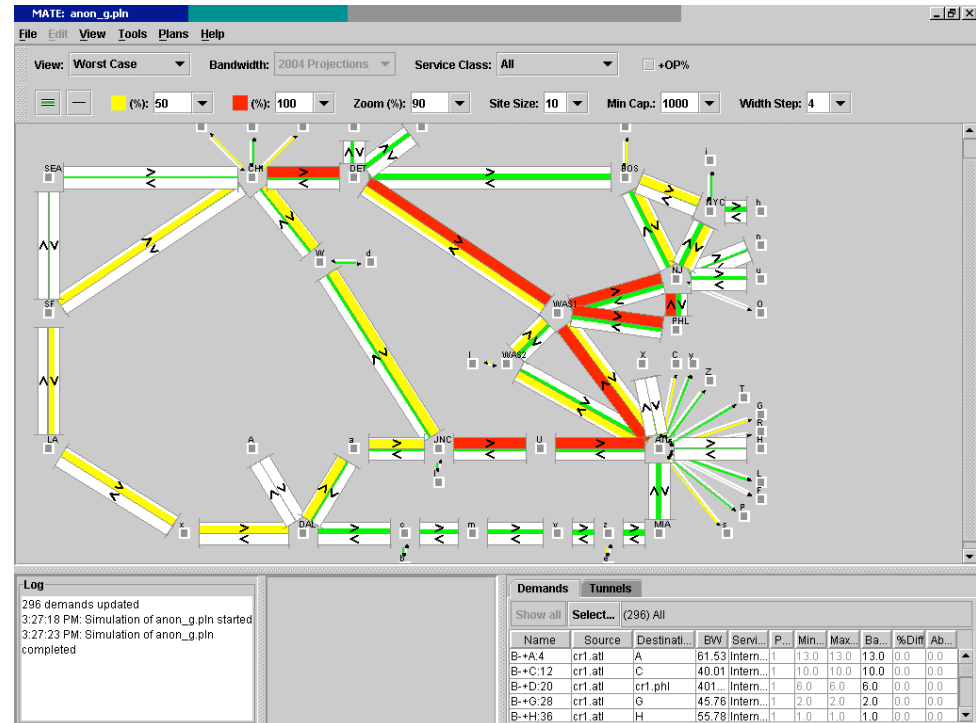 MATE: anon_g.pln
File Edit View Tools Plans Help
View: Worst Case Bandwidth: 2004 Projections Service Class: All +OP%
(%): 50 (%): 100 Zoom (%): 90 Site Size: 10 Min Cap.: 1000 Width Step: 4
SEA CHI DET BOS i
NYC h
n
W d NJ u
SF WAS1 O
PHL
I WAS2 X C Y Z
T
G
R
LA A a JNC U H
L
F
P
x DAL c m v z MIA s
e
Log
296 demands updated
3:27:18 PM: Simulation of anon_g.pln started
3:27:23 PM: Simulation of anon_g.pln
completed
Demands Tunnels
Show all Select... (296) All
Name Source Destinati... BW Servi... P... Min... Max... Ba... %Diff Ab...
B-+A:4 cr1.atl A 61.53 Intern... 1 13.0 13.0 13.0 0.0 0.0
B-+C:12 cr1.atl C 40.01 Intern... 1 10.0 10.0 10.0 0.0 0.0
B-+D:20 cr1.atl cr1.phl 401... Intern... 1 6.0 6.0 6.0 0.0 0.0
B-+G:28 cr1.atl G 45.76 Intern... 1 2.0 2.0 2.0 0.0 0.0
B-+H:36 cr1.atl H 55.78 Intern... 1 1.0 1.0 1.0 0.0 0.0